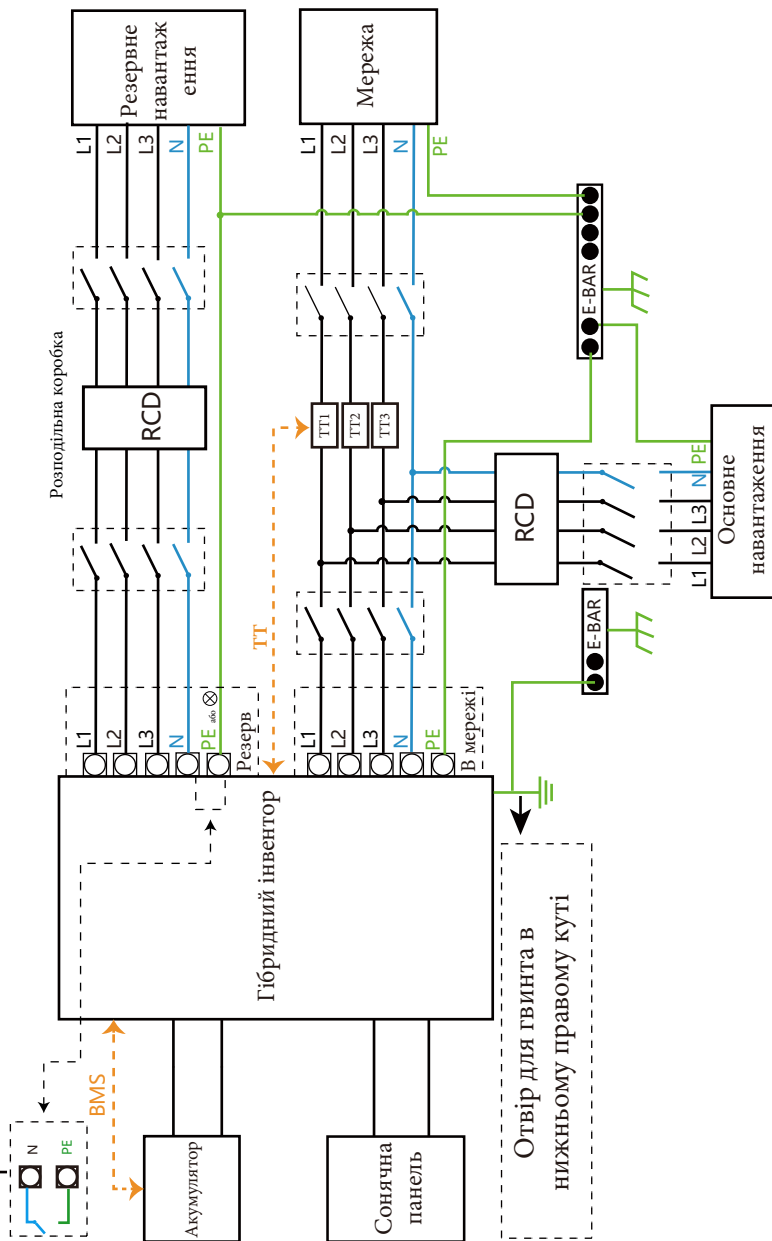 Резервне
навантаж
ення
L1
L2
L3
N
PE
Мережа
L1
L2
L3
N
PE
Розподільна коробка
RCD
TT1
TT2
TT3
TT
RCD
E-BAR
E-BAR
L1
L2
L3
N
PE
Основне
навантаження
L1
L2
L3
N
PE
або
Резерв
L1
L2
L3
N
PE
В мережі
Гібридний інвентор
BMS
N
PE
Акумулятор
Сонячна
панель
Отвір для гвинта в
нижньому правому куті